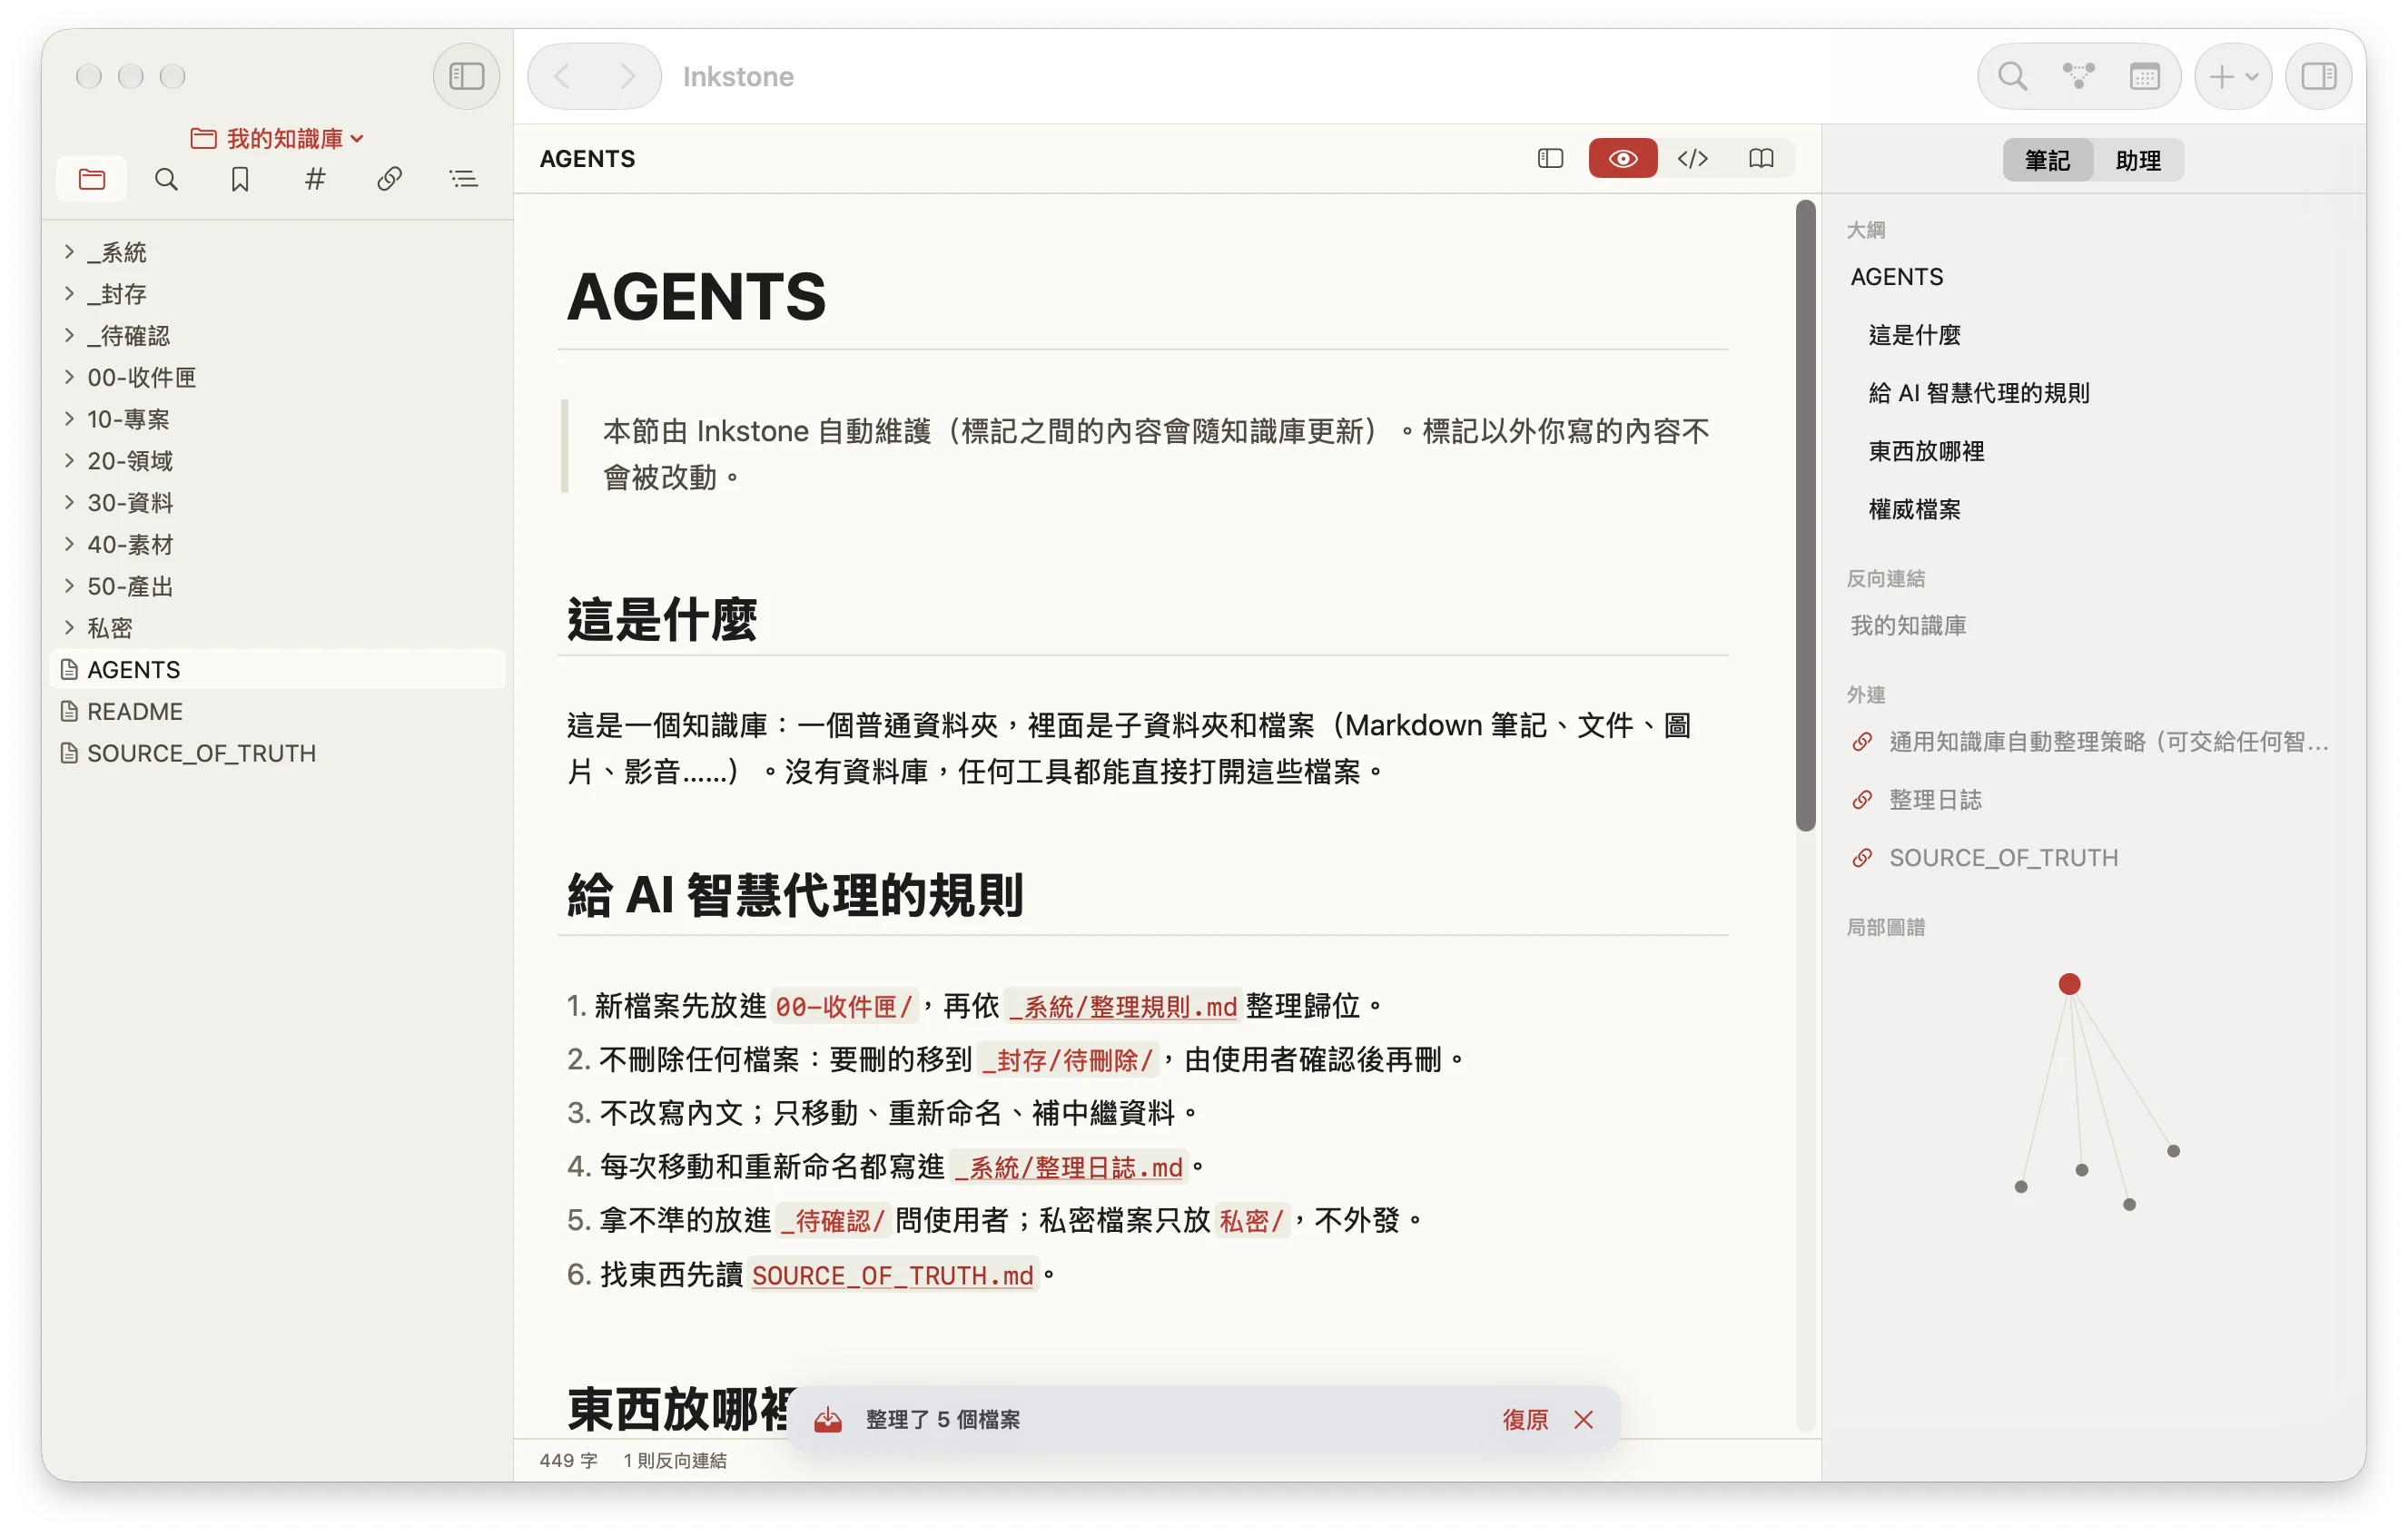 Inkstone
我的知識庫
_系統
_封存
_待確認
00-收件匣
10-專案
20-領域
30-資料
40-素材
50-產出
私密
AGENTS
README
SOURCE_OF_TRUTH
AGENTS
AGENTS
本節由 Inkstone 自動維護（標記之間的內容會隨知識庫更新）。標記以外你寫的內容不
會被改動。
這是什麼
這是一個知識庫：一個普通資料夾，裡面是子資料夾和檔案（Markdown 筆記、文件、圖
片、影音……）。沒有資料庫，任何工具都能直接打開這些檔案。
給 AI 智慧代理的規則
1. 新檔案先放進 00-收件匣/，再依 _系統/整理規則.md 整理歸位。
2. 不刪除任何檔案：要刪的移到 _封存/待刪除/，由使用者確認後再刪。
3. 不改寫內文；只移動、重新命名、補中繼資料。
4. 每次移動和重新命名都寫進 _系統/整理日誌.md。
5. 拿不準的放進 _待確認/ 問使用者；私密檔案只放 私密/，不外發。
6. 找東西先讀 SOURCE_OF_TRUTH.md。
東西放哪裡
整理了 5 個檔案
復原
449 字 1 則反向連結
筆記 助理
大綱
AGENTS
這是什麼
給 AI 智慧代理的規則
東西放哪裡
權威檔案
反向連結
我的知識庫
外連
通用知識庫自動整理策略（可交給任何智…
整理日誌
SOURCE_OF_TRUTH
局部圖譜